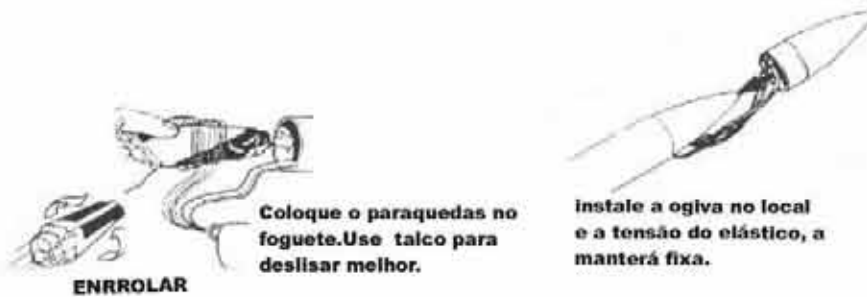 Coloque o paraquedas no
foguete.Use talco para
deslisar melhor.
ENRROLAR
instale a ogiva no local
e a tensão do elástico, a
manterá fixa.